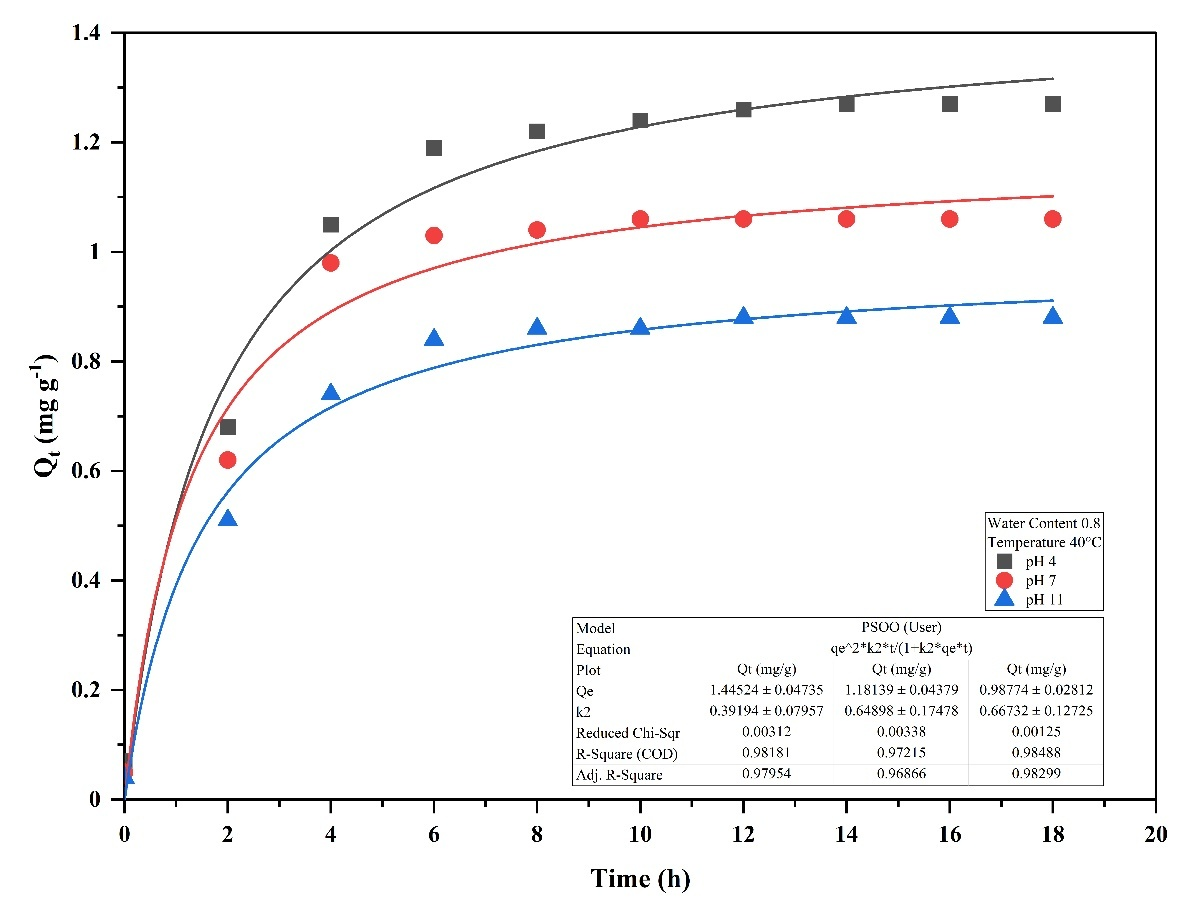 1.4
1.2
1
0.8
0.6
0.4
0.2
0
Qt (mg g-1)
0 2 4 6 8 10 12 14 16 18 20
Time (h)
Water Content 0.8
Temperature 40°C
pH 4
pH 7
pH 11
Model PSOO (User)
Equation qe^2*k2*t/(1+k2*qe*t)
Plot Qt (mg/g) Qt (mg/g) Qt (mg/g)
Qe 1.44524 ± 0.04735 1.18139 ± 0.04379 0.98774 ± 0.02812
k2 0.39194 ± 0.07957 0.64898 ± 0.17478 0.66732 ± 0.12725
Reduced Chi-Sqr 0.00312 0.00338 0.00125
R-Square (COD) 0.98181 0.97215 0.98488
Adj. R-Square 0.97954 0.96866 0.98299